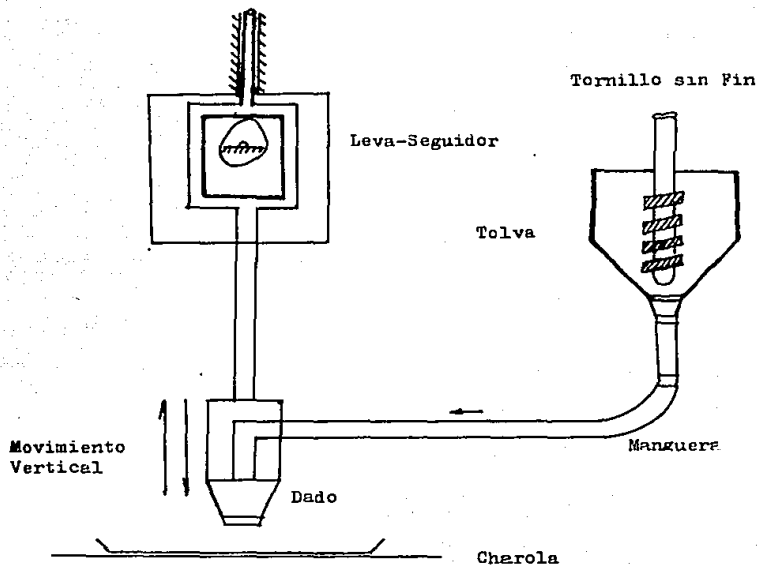 Tornillo sin Fin
Leva-Seguidor
Tolva
Movimiento
Vertical
Manguera
Dado
Charola